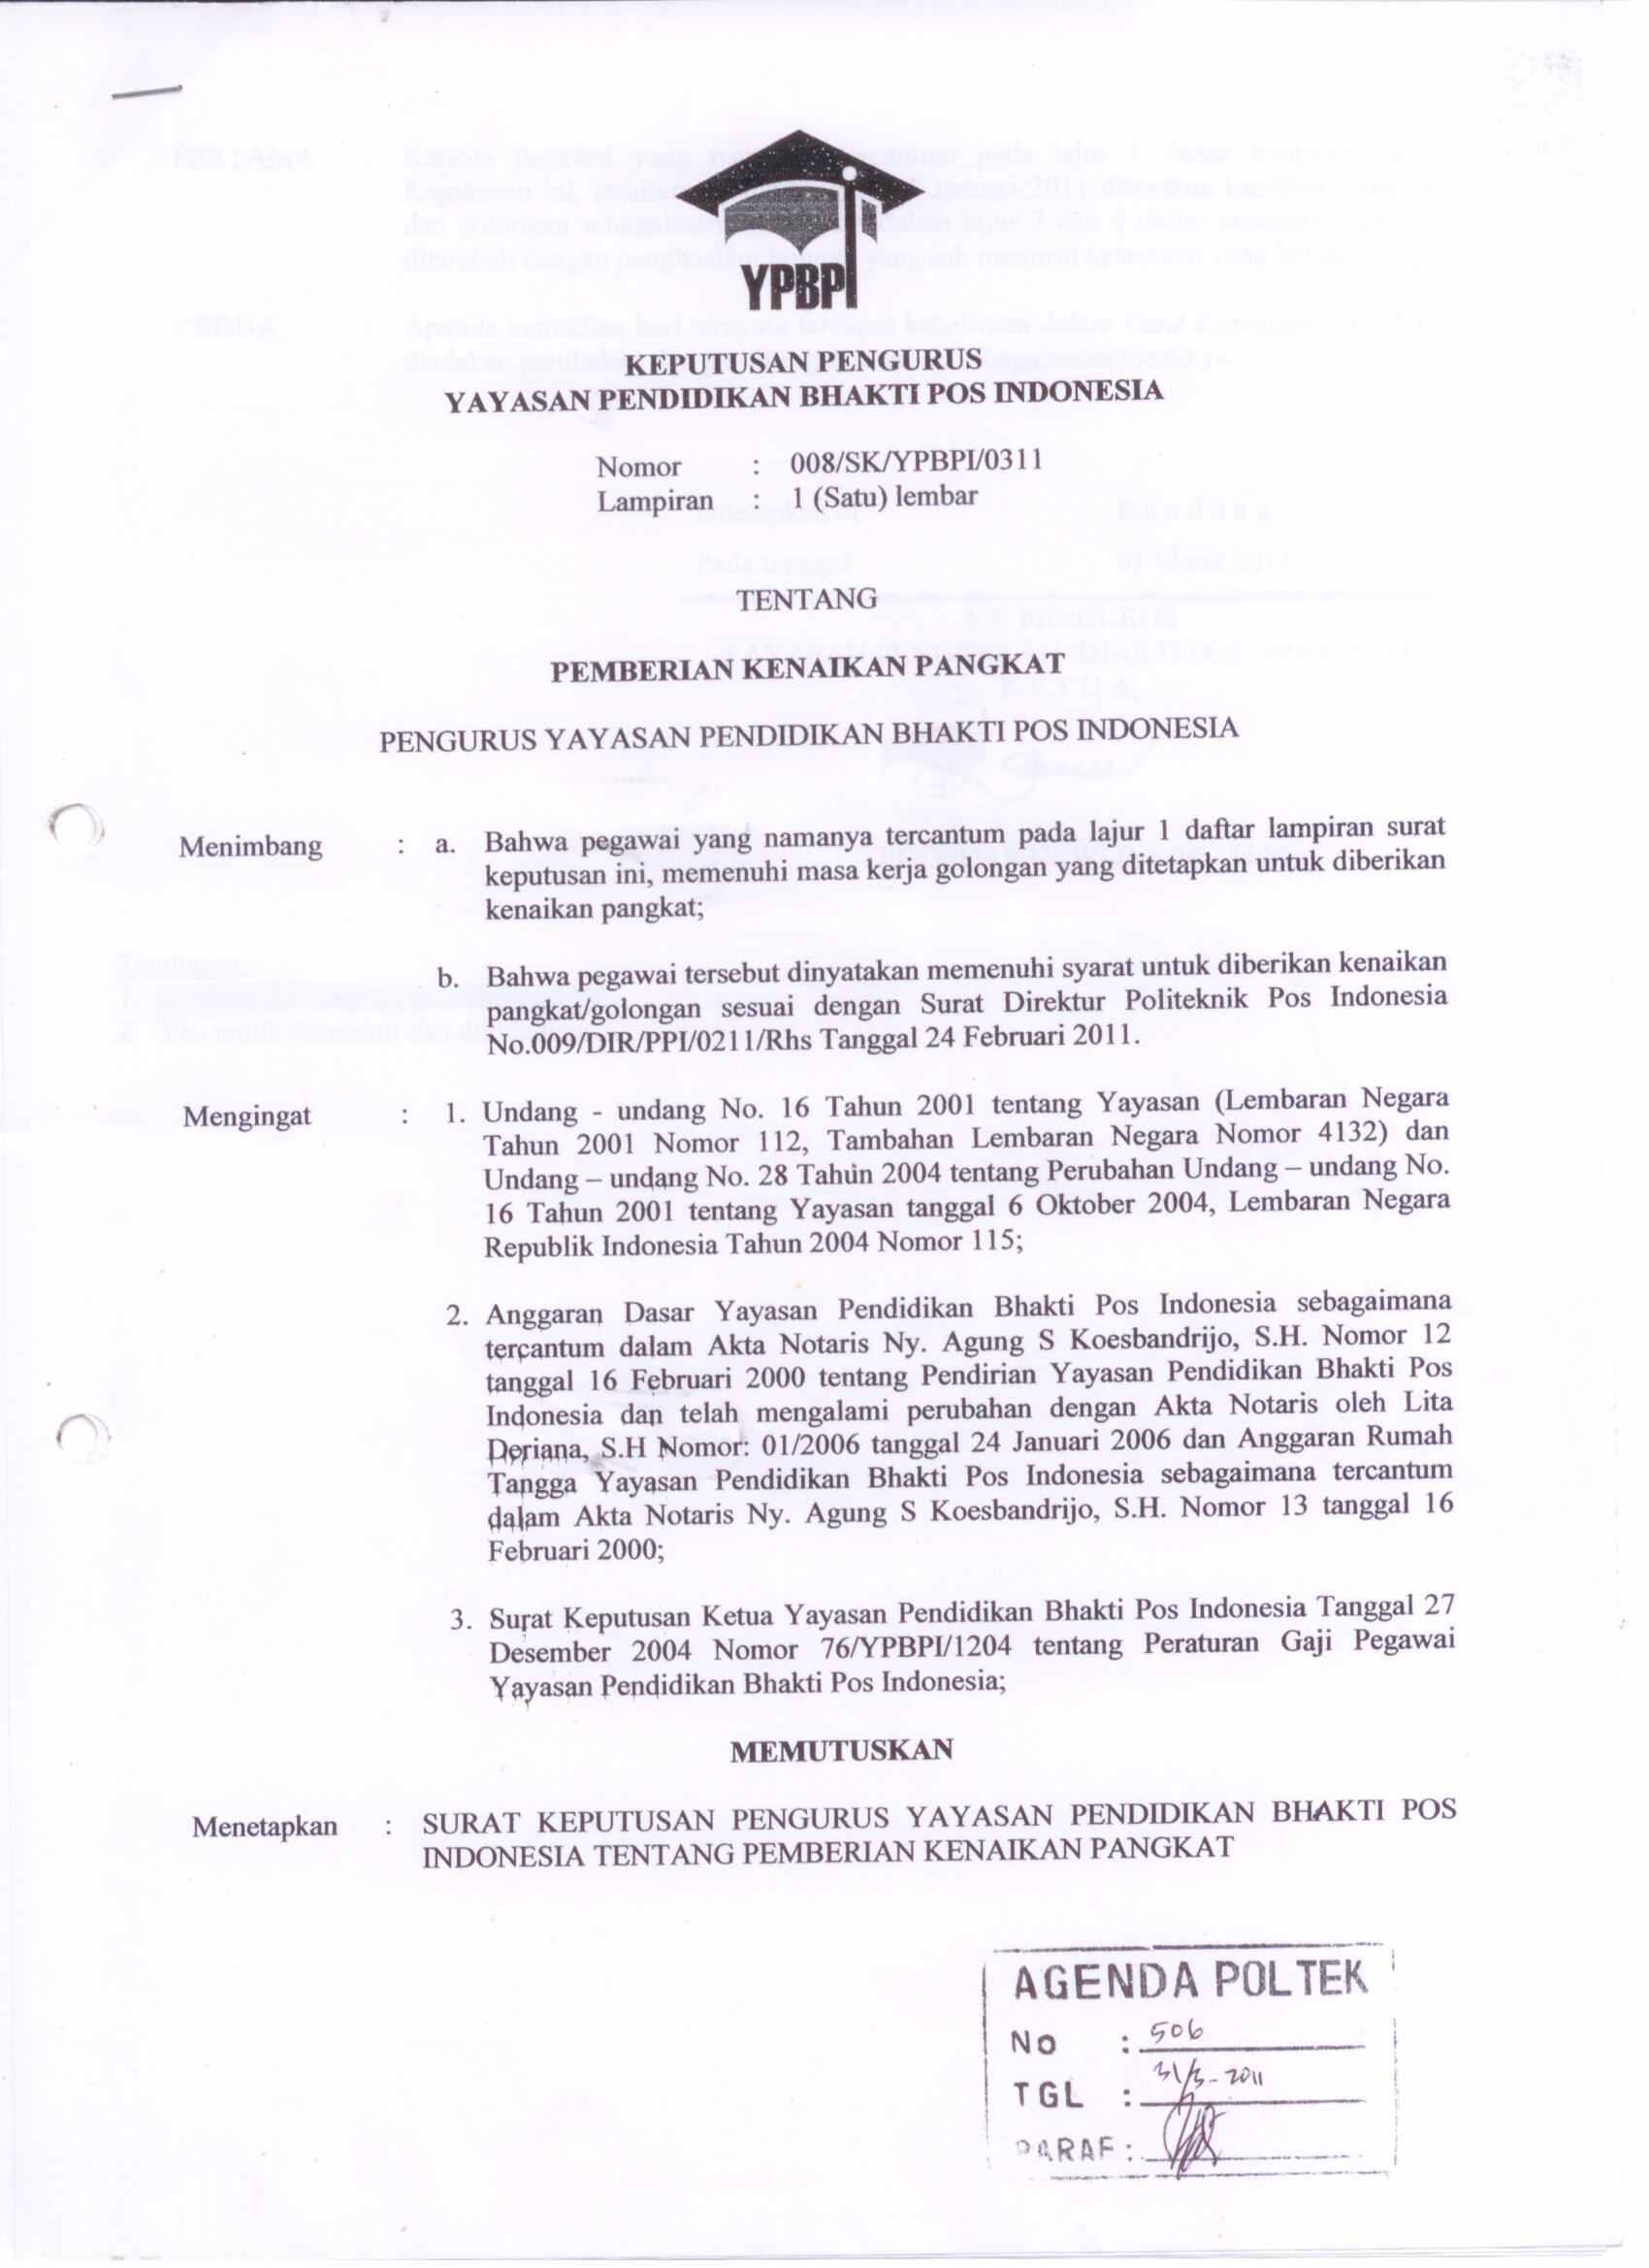 YPBPI
KEPUTUSAN PENGURUS
YAYASAN PENDIDIKAN BHAKTI POS INDONESIA
Nomor : 008/SK/YPBPI/0311
Lampiran : 1 (Satu) lembar
TENTANG
PEMBERIAN KENAIKAN PANGKAT
PENGURUS YAYASAN PENDIDIKAN BHAKTI POS INDONESIA
Menimbang : a. Bahwa pegawai yang namanya tercantum pada lajur 1 daftar lampiran surat
keputusan ini, memenuhi masa kerja golongan yang ditetapkan untuk diberikan
kenaikan pangkat;
b. Bahwa pegawai tersebut dinyatakan memenuhi syarat untuk diberikan kenaikan
pangkat/golongan sesuai dengan Surat Direktur Politeknik Pos Indonesia
No.009/DIR/PPI/0211/Rhs Tanggal 24 Februari 2011.
Mengingat : 1. Undang - undang No. 16 Tahun 2001 tentang Yayasan (Lembaran Negara
Tahun 2001 Nomor 112, Tambahan Lembaran Negara Nomor 4132) dan
Undang – undang No. 28 Tahun 2004 tentang Perubahan Undang – undang No.
16 Tahun 2001 tentang Yayasan tanggal 6 Oktober 2004, Lembaran Negara
Republik Indonesia Tahun 2004 Nomor 115;
2. Anggaran Dasar Yayasan Pendidikan Bhakti Pos Indonesia sebagaimana
tercantum dalam Akta Notaris Ny. Agung S Koesbandrijo, S.H. Nomor 12
tanggal 16 Februari 2000 tentang Pendirian Yayasan Pendidikan Bhakti Pos
Indonesia dan telah mengalami perubahan dengan Akta Notaris oleh Lita
Deriana, S.H Nomor: 01/2006 tanggal 24 Januari 2006 dan Anggaran Rumah
Tangga Yayasan Pendidikan Bhakti Pos Indonesia sebagaimana tercantum
dalam Akta Notaris Ny. Agung S Koesbandrijo, S.H. Nomor 13 tanggal 16
Februari 2000;
3. Surat Keputusan Ketua Yayasan Pendidikan Bhakti Pos Indonesia Tanggal 27
Desember 2004 Nomor 76/YPBPI/1204 tentang Peraturan Gaji Pegawai
Yayasan Pendidikan Bhakti Pos Indonesia;
MEMUTUSKAN
Menetapkan : SURAT KEPUTUSAN PENGURUS YAYASAN PENDIDIKAN BHAKTI POS
INDONESIA TENTANG PEMBERIAN KENAIKAN PANGKAT
AGENDA POLTEK
No : 506
TGL : 31/3-2011
PARAF :